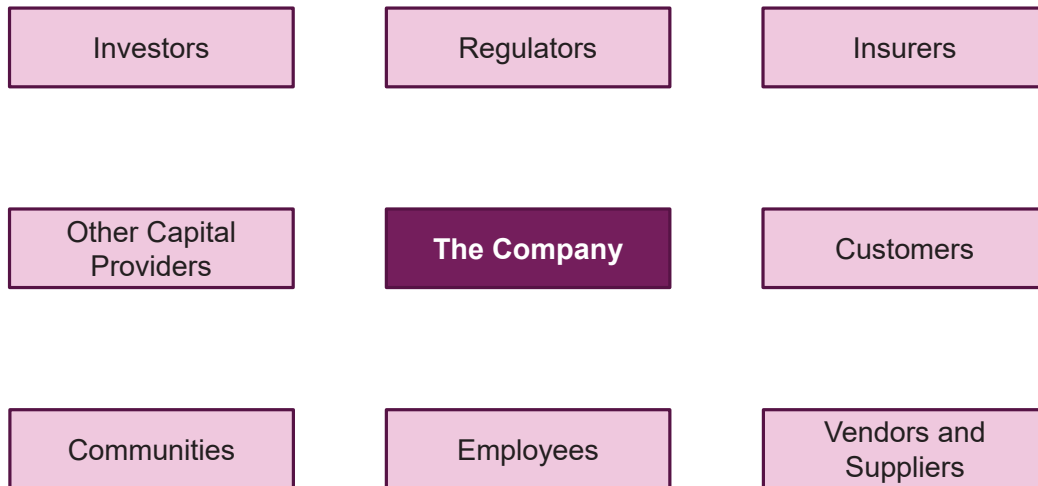 Investors
Regulators
Insurers
Other Capital
Providers
The Company
Customers
Communities
Employees
Vendors and
Suppliers